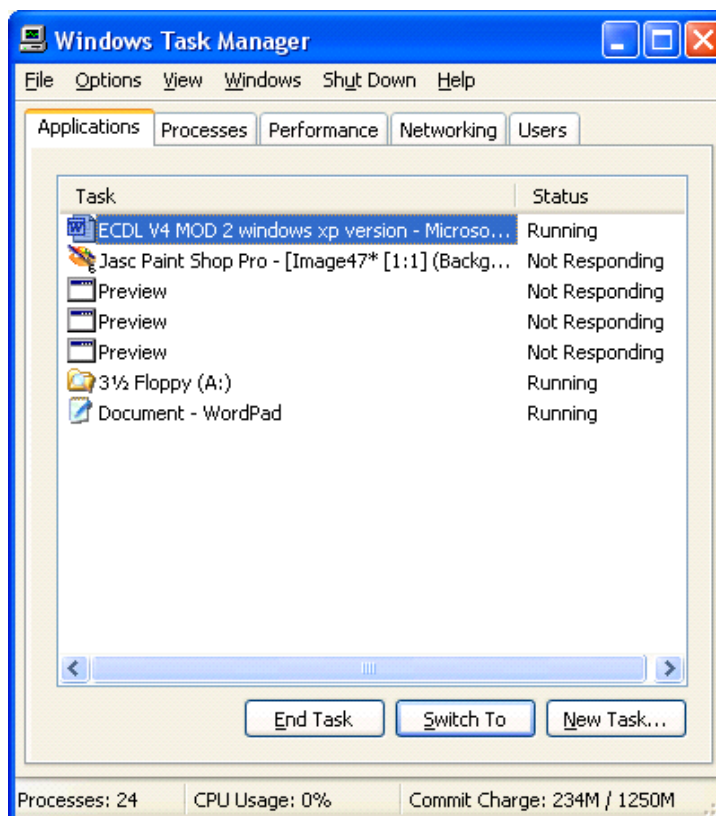 Windows Task Manager
File Options View Windows Shut Down Help
Applications Processes Performance Networking Users
Task Status
ECDL V4 MOD 2 windows xp version - Microso... Running
Jasc Paint Shop Pro - [Image47* [1:1] (Backg... Not Responding
Preview Not Responding
Preview Not Responding
Preview Not Responding
3½ Floppy (A:) Running
Document - WordPad Running
End Task Switch To New Task...
Processes: 24 CPU Usage: 0% Commit Charge: 234M / 1250M